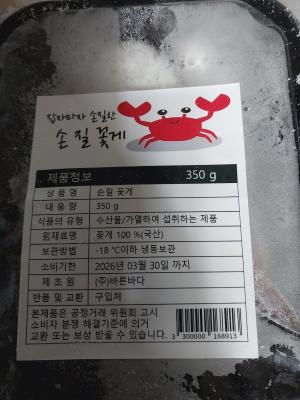 잡자마자 손질한
손질 꽃게
제품정보 350 g
상 품 명 손질 꽃게
내 용 량 350 g
식품의 유형 수산물/가열하여 섭취하는 제품
원재료명 꽃게 100 %(국산)
보관방법 -18 ℃이하 냉동보관
소비기한 2026년 03월 30일 까지
제 조 원 (주)바른바다
반품 및 교환 구입처
본제품은 공정거래 위원회 고시
소비자 분쟁 해결기준에 의거
교환 또는 보상 받을 수 있습니다.
3 300000 168913